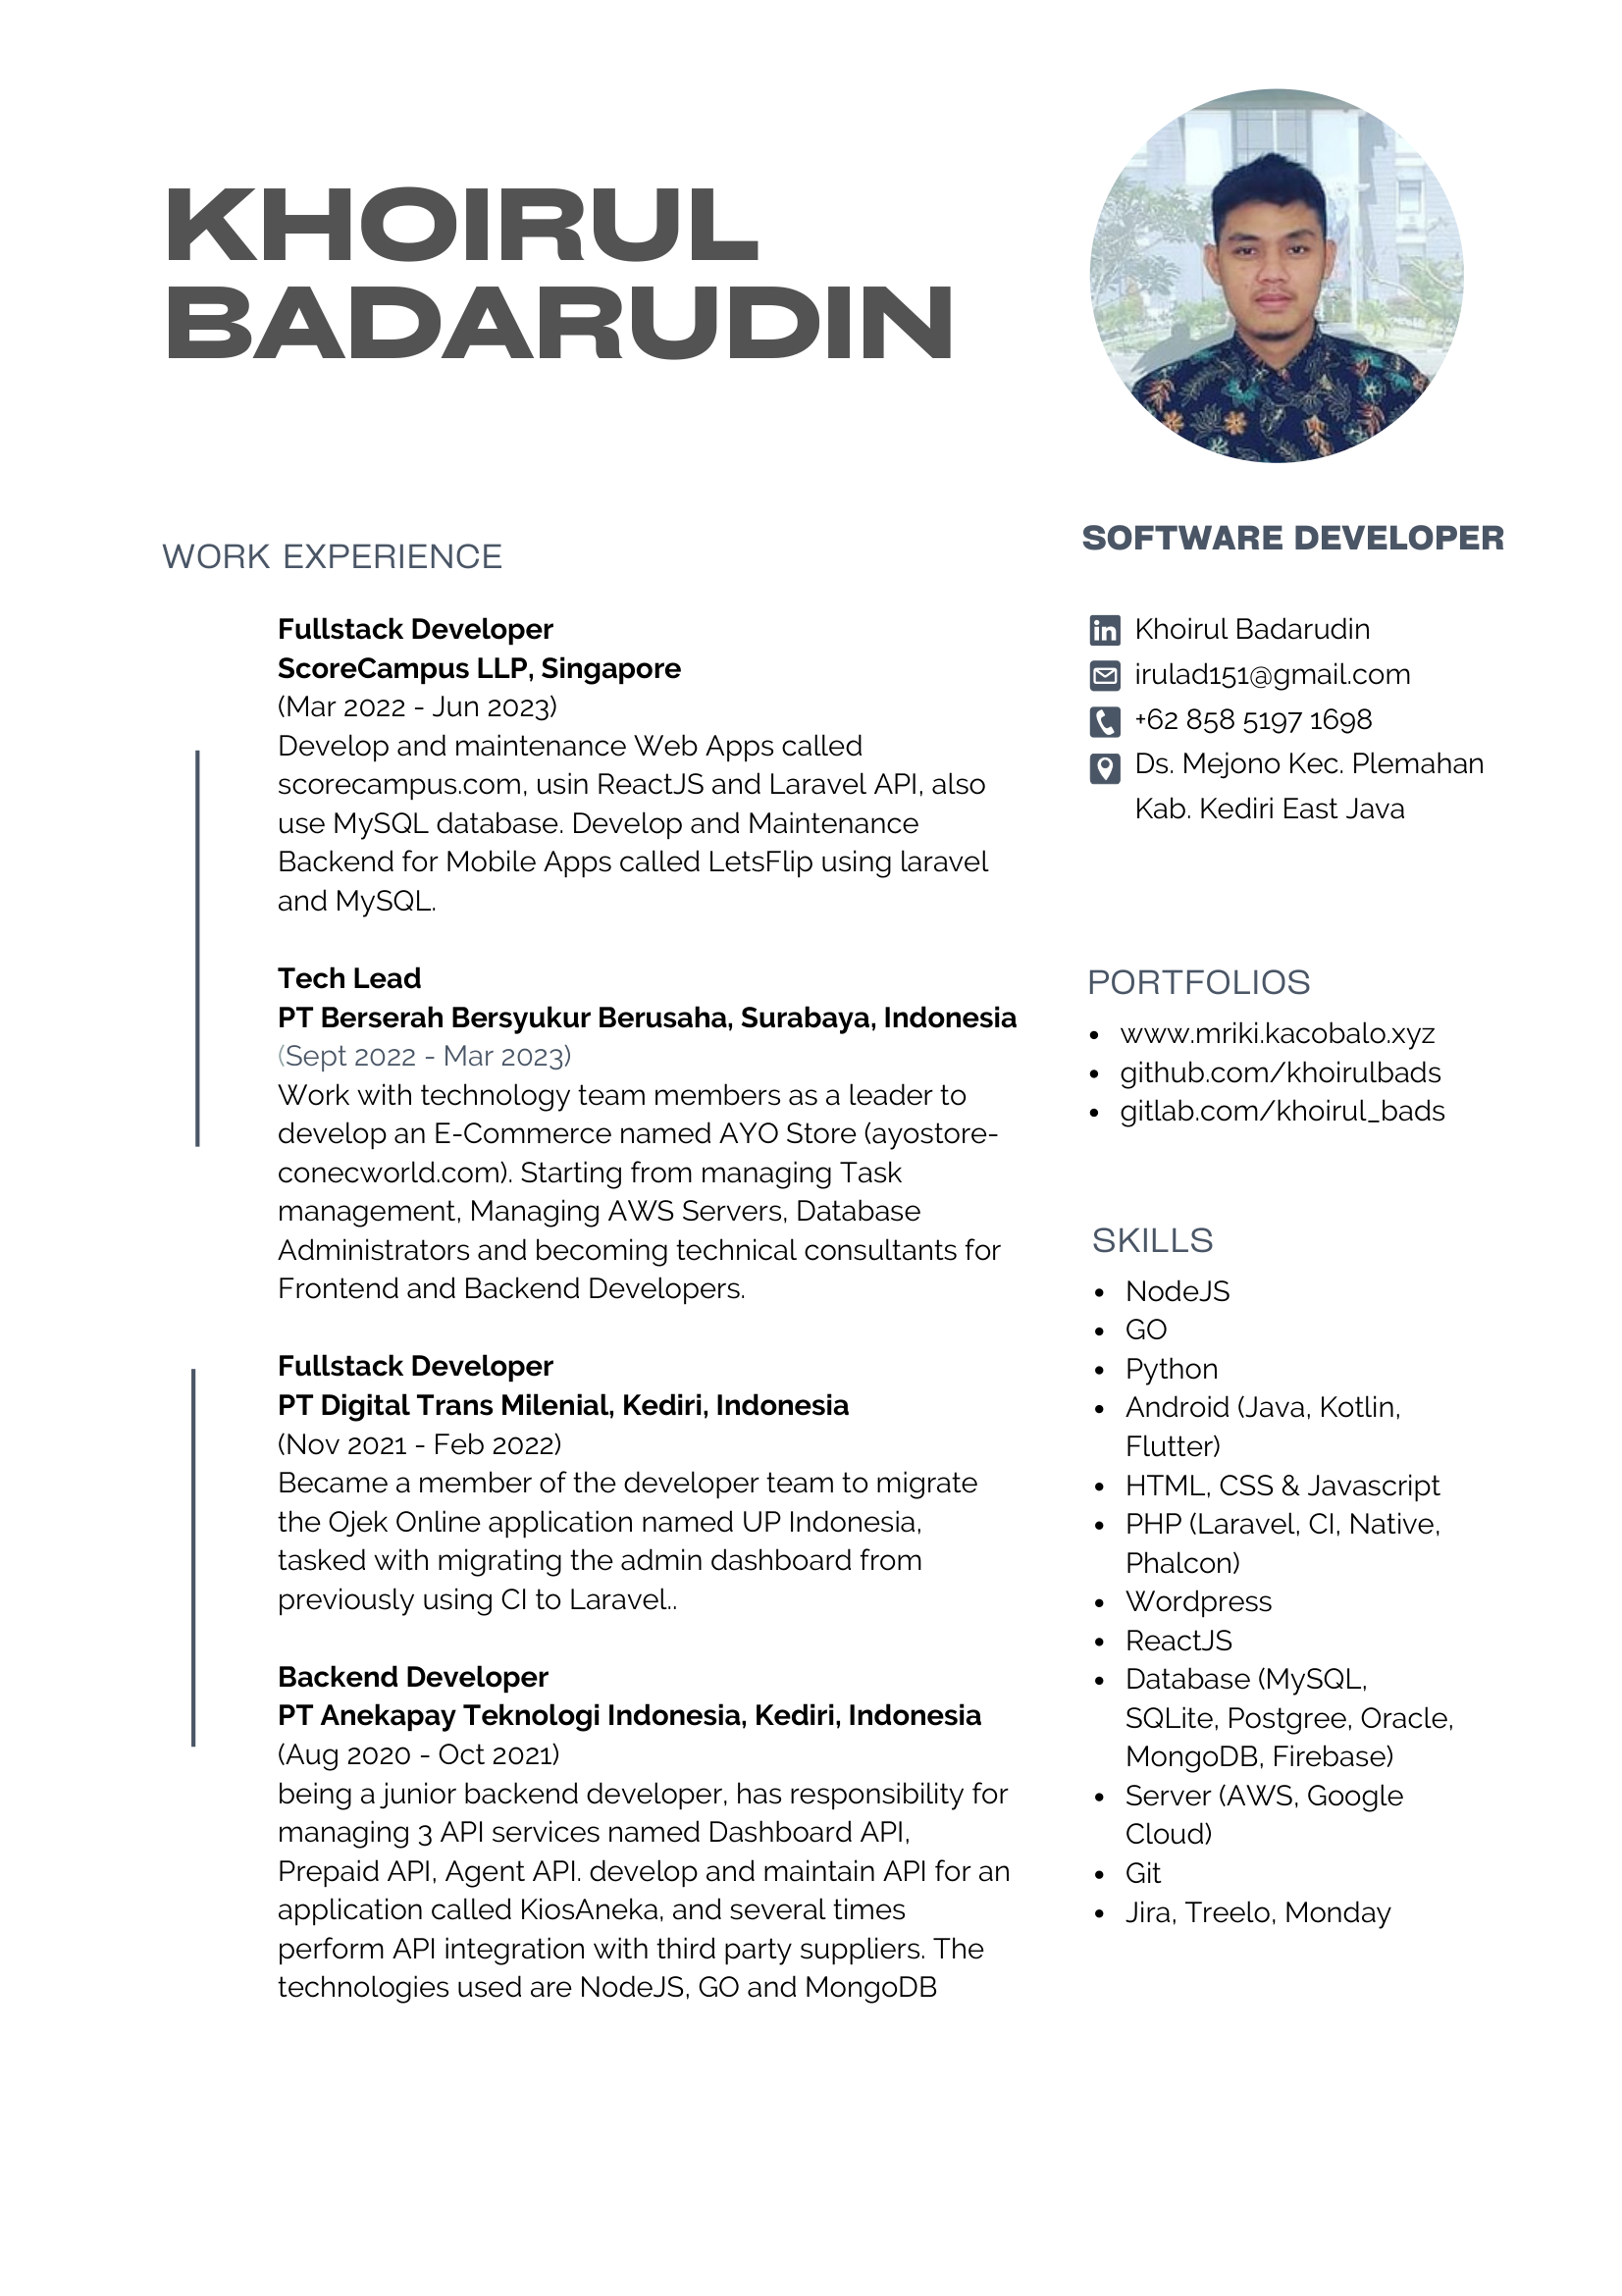 KHOIRUL
BADARUDIN
WORK EXPERIENCE
Fullstack Developer
ScoreCampus LLP, Singapore
(Mar 2022 - Jun 2023)
Develop and maintenance Web Apps called
scorecampus.com, usin ReactJS and Laravel API, also
use MySQL database. Develop and Maintenance
Backend for Mobile Apps called LetsFlip using laravel
and MySQL.
Tech Lead
PT Berserah Bersyukur Berusaha, Surabaya, Indonesia
(Sept 2022 - Mar 2023)
Work with technology team members as a leader to
develop an E-Commerce named AYO Store (ayostore-
conecworld.com). Starting from managing Task
management, Managing AWS Servers, Database
Administrators and becoming technical consultants for
Frontend and Backend Developers.
Fullstack Developer
PT Digital Trans Milenial, Kediri, Indonesia
(Nov 2021 - Feb 2022)
Became a member of the developer team to migrate
the Ojek Online application named UP Indonesia,
tasked with migrating the admin dashboard from
previously using CI to Laravel..
Backend Developer
PT Anekapay Teknologi Indonesia, Kediri, Indonesia
(Aug 2020 - Oct 2021)
being a junior backend developer, has responsibility for
managing 3 API services named Dashboard API,
Prepaid API, Agent API. develop and maintain API for an
application called KiosAneka, and several times
perform API integration with third party suppliers. The
technologies used are NodeJS, GO and MongoDB
SOFTWARE DEVELOPER
in Khoirul Badarudin
irulad151@gmail.com
+62 858 5197 1698
Ds. Mejono Kec. Plemahan
Kab. Kediri East Java
PORTFOLIOS
• www.mriki.kacobalo.xyz
• github.com/khoirulbads
• gitlab.com/khoirul_bads
SKILLS
• NodeJS
• GO
• Python
• Android (Java, Kotlin,
Flutter)
• HTML, CSS & Javascript
• PHP (Laravel, CI, Native,
Phalcon)
• Wordpress
• ReactJS
• Database (MySQL,
SQLite, Postgree, Oracle,
MongoDB, Firebase)
• Server (AWS, Google
Cloud)
• Git
• Jira, Treelo, Monday